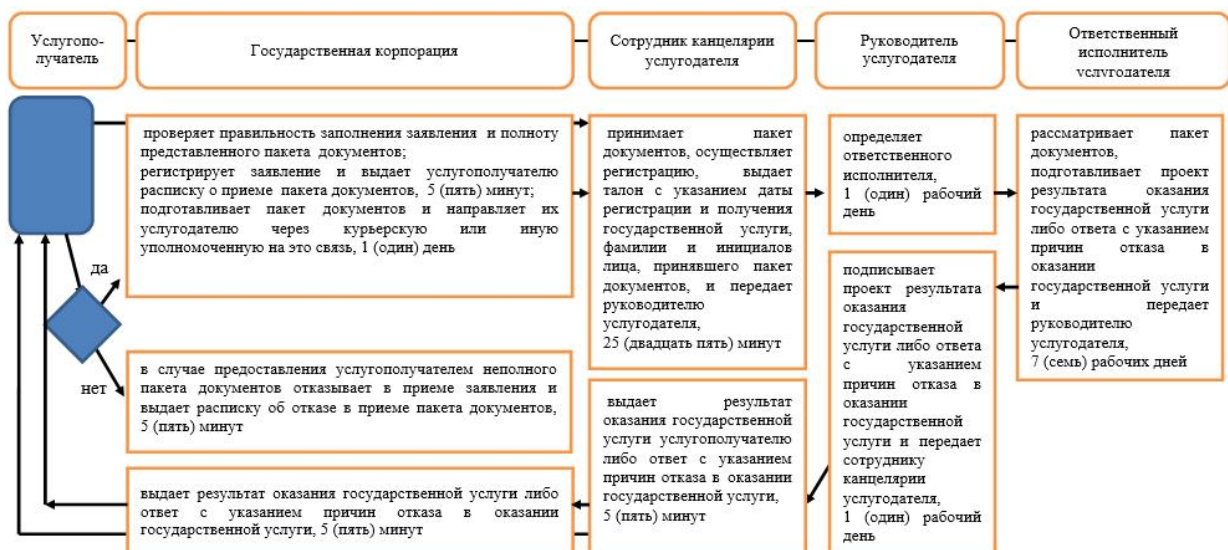 Услугопо-
лучатель
Государственная корпорация
Сотрудник канцелярии
услугодателя
Руководитель
услугодателя
Ответственный
исполнитель
услугодателя
проверяет правильность заполнения заявления и полноту
представленного пакета документов;
регистрирует заявление и выдает услугополучателю
расписку о приеме пакета документов, 5 (пять) минут;
подготавливает пакет документов и направляет их
услугодателю через курьерскую или иную
уполномоченную на это связь, 1 (один) день
принимает пакет
документов, осуществляет
регистрацию, выдает
талон с указанием даты
регистрации и получения
государственной услуги,
фамилии и инициалов
лица, принявшего пакет
документов, и передает
руководителю
услугодателя,
25 (двадцать пять) минут
определяет
ответственного
исполнителя,
1 (один) рабочий
день
рассматривает пакет
документов,
подготавливает проект
результата оказания
государственной услуги
либо ответа с указанием
причин отказа в
оказании
государственной услуги
и передает
руководителю
услугодателя,
7 (семь) рабочих дней
да
нет
в случае предоставления услугополучателем неполного
пакета документов отказывает в приеме заявления и
выдает расписку об отказе в приеме пакета документов,
5 (пять) минут
подписывает
проект результата
оказания
государственной
услуги либо ответа
с указанием
причин отказа в
оказании
государственной
услуги и передает
сотруднику
канцелярии
услугодателя,
1 (один) рабочий
день
выдает результат
оказания государственной
услуги услугополучателю
либо ответ с указанием
причин отказа в оказании
государственной услуги,
5 (пять) минут
выдает результат оказания государственной услуги либо
ответ с указанием причин отказа в оказании
государственной услуги, 5 (пять) минут